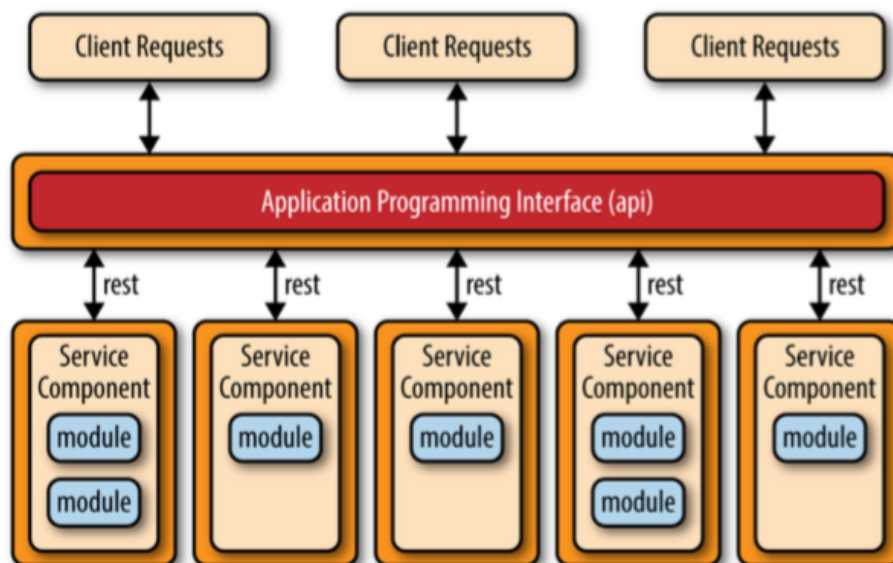 Client Requests
Client Requests
Client Requests
Application Programming Interface (api)
rest
rest
rest
rest
rest
Service
Component
module
module
Service
Component
module
Service
Component
module
Service
Component
module
module
Service
Component
module